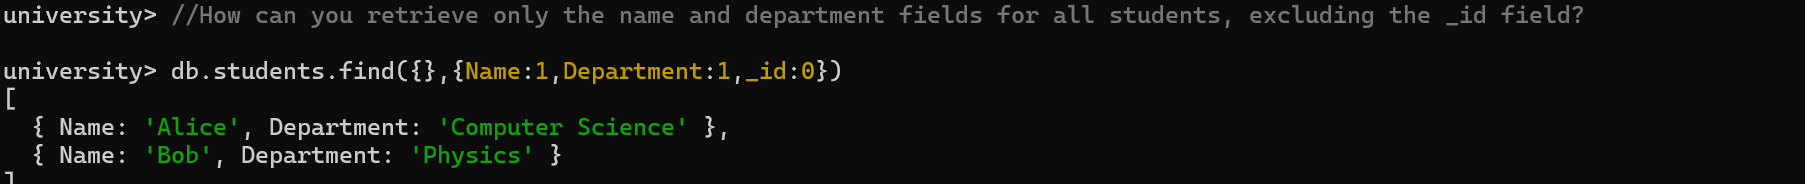 university> //How can you retrieve only the name and department fields for all students, excluding the _id field?
university> db.students.find({},{Name:1,Department:1,_id:0})
[
  { Name: 'Alice', Department: 'Computer Science' },
  { Name: 'Bob', Department: 'Physics' }
]